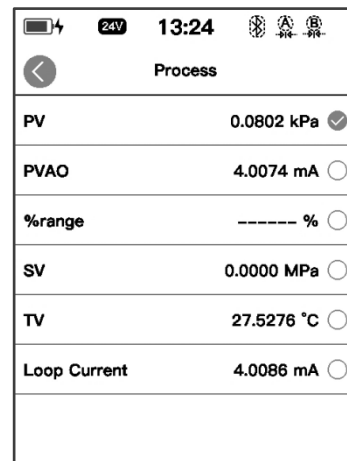 24V 13:24 A B
Process
PV 0.0802 kPa
PVAO 4.0074 mA
%range ------ %
SV 0.0000 MPa
TV 27.5276 °C
Loop Current 4.0086 mA